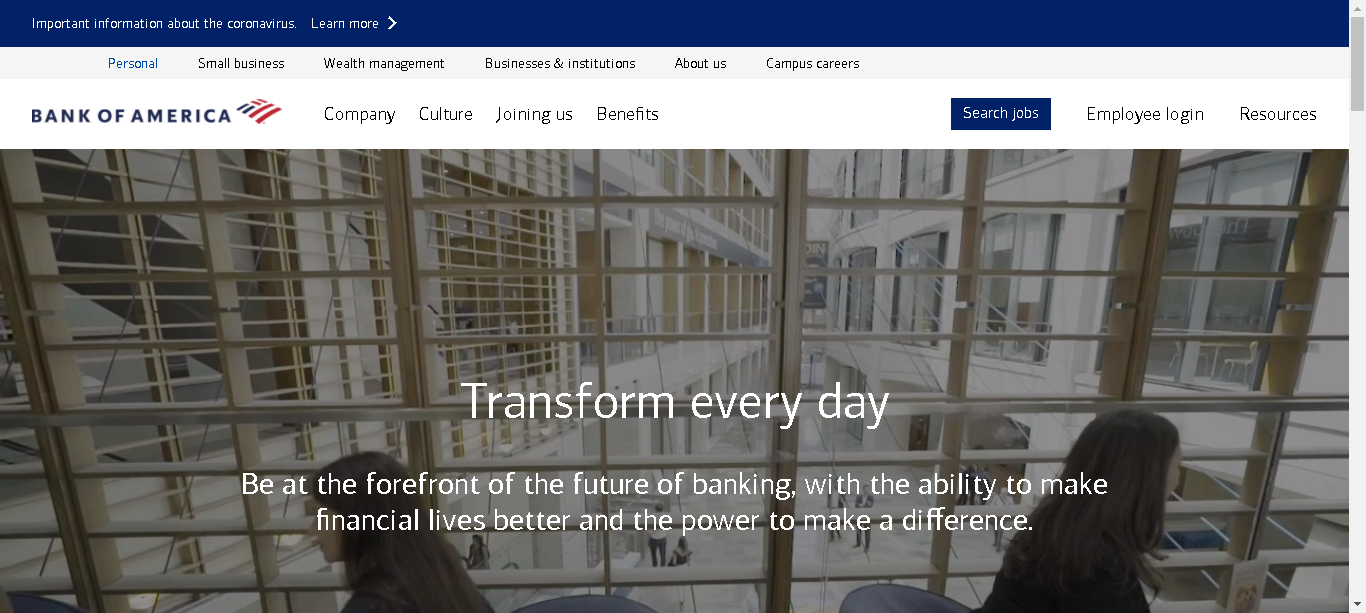 Important information about the coronavirus. Learn more
Personal Small business Wealth management Businesses & institutions About us Campus careers
BANK OF AMERICA Company Culture Joining us Benefits Search jobs Employee login Resources
Transform every day
Be at the forefront of the future of banking, with the ability to make
financial lives better and the power to make a difference.